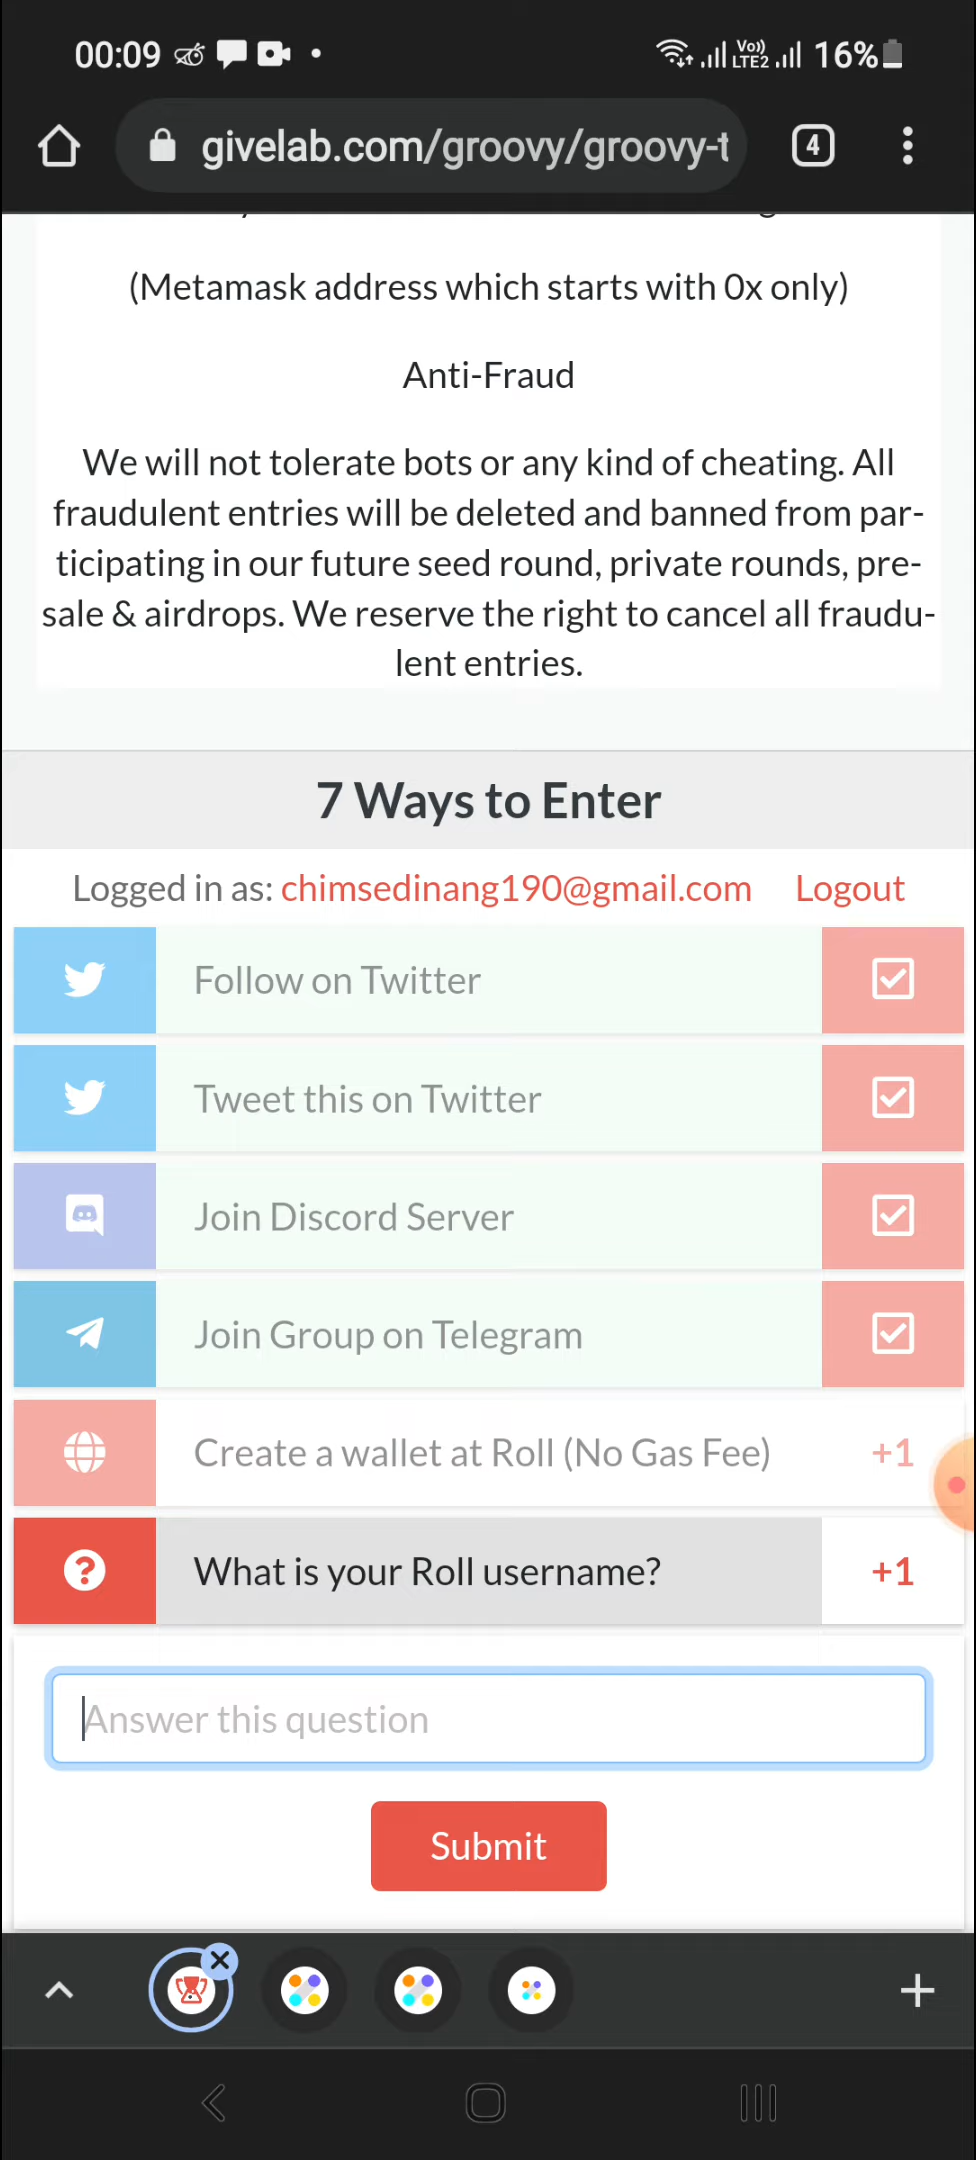 00:09
Vo))
LTE2
16%
givelab.com/groovy/groovy-t
4
(Metamask address which starts with 0x only)
Anti-Fraud
We will not tolerate bots or any kind of cheating. All
fraudulent entries will be deleted and banned from par-
ticipating in our future seed round, private rounds, pre-
sale & airdrops. We reserve the right to cancel all fraudu-
lent entries.
7 Ways to Enter
Logged in as: chimsedinang190@gmail.com Logout
Follow on Twitter
Tweet this on Twitter
Join Discord Server
Join Group on Telegram
Create a wallet at Roll (No Gas Fee) +1
What is your Roll username? +1
Answer this question
Submit